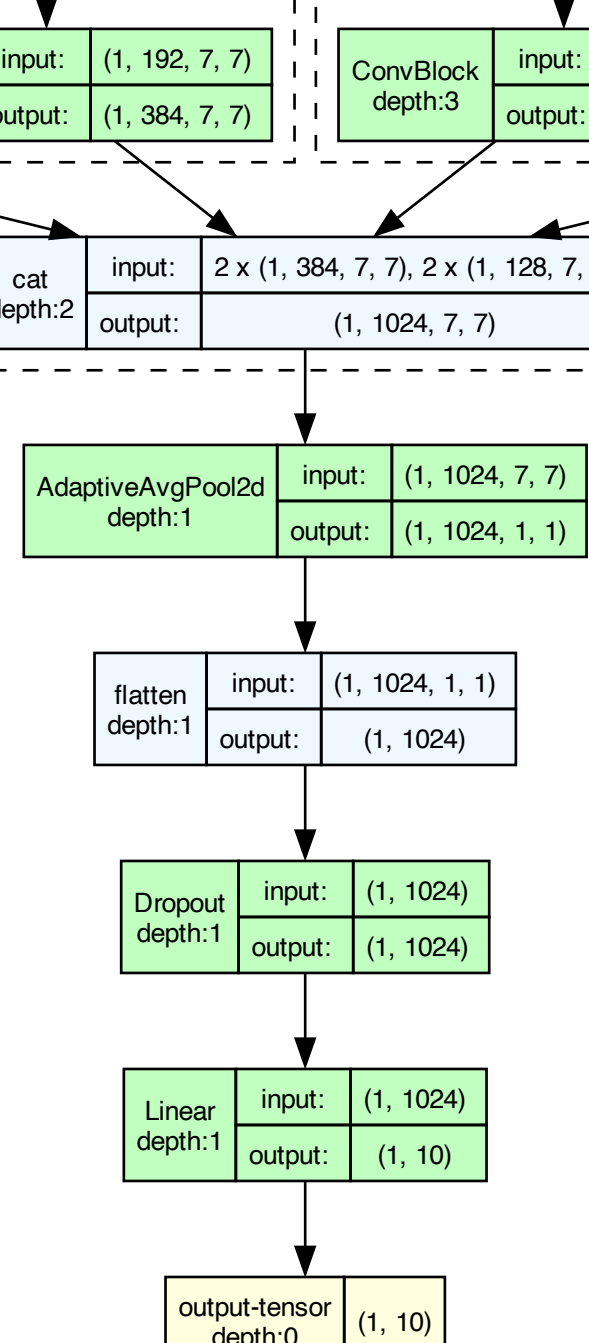 input: (1, 192, 7, 7)
output: (1, 384, 7, 7)
ConvBlock
depth:3
input:
output:
cat
depth:2
input: 2 x (1, 384, 7, 7), 2 x (1, 128, 7,
output: (1, 1024, 7, 7)
AdaptiveAvgPool2d
depth:1
input: (1, 1024, 7, 7)
output: (1, 1024, 1, 1)
flatten
depth:1
input: (1, 1024, 1, 1)
output: (1, 1024)
Dropout
depth:1
input: (1, 1024)
output: (1, 1024)
Linear
depth:1
input: (1, 1024)
output: (1, 10)
output-tensor
depth:0
(1, 10)